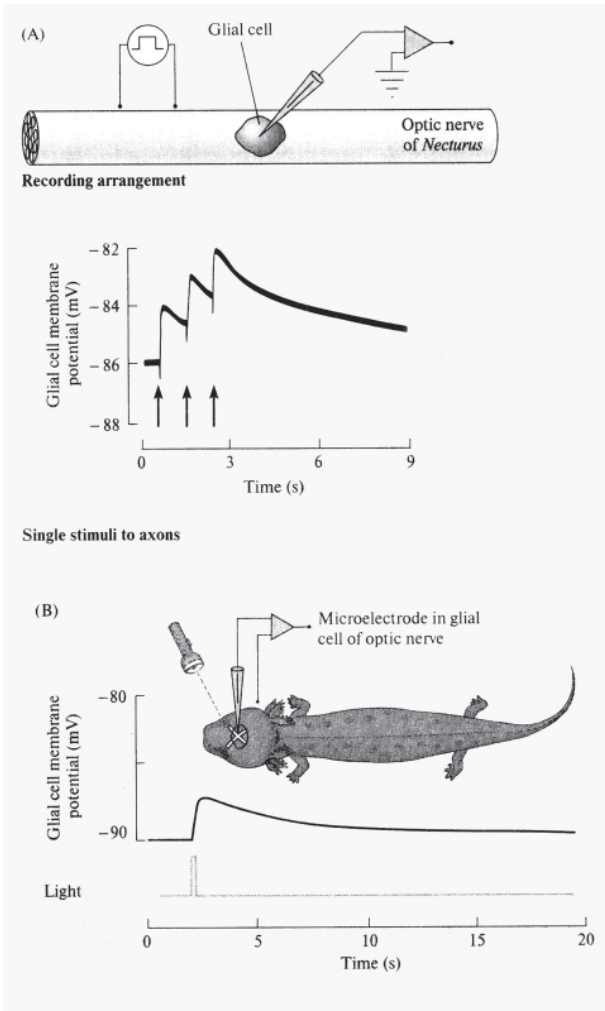 (A)
Glial cell
Optic nerve
of Necturus
Recording arrangement
Glial cell membrane
potential (mV)
– 82
– 84
– 86
– 88
0 3 6 9
Time (s)
Single stimuli to axons
(B)
Microelectrode in glial
cell of optic nerve
Glial cell membrane
potential (mV)
–80
–90
Light
0 5 10 15 20
Time (s)